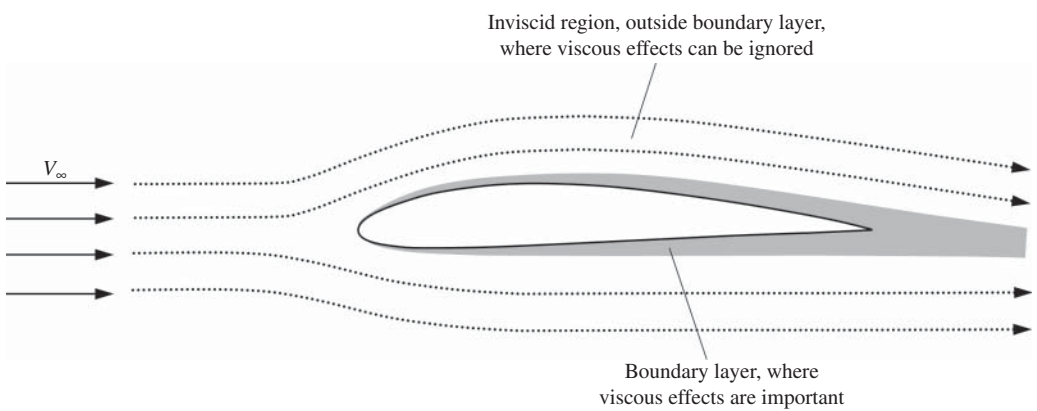 Inviscid region, outside boundary layer,
where viscous effects can be ignored
V∞
Boundary layer, where
viscous effects are important